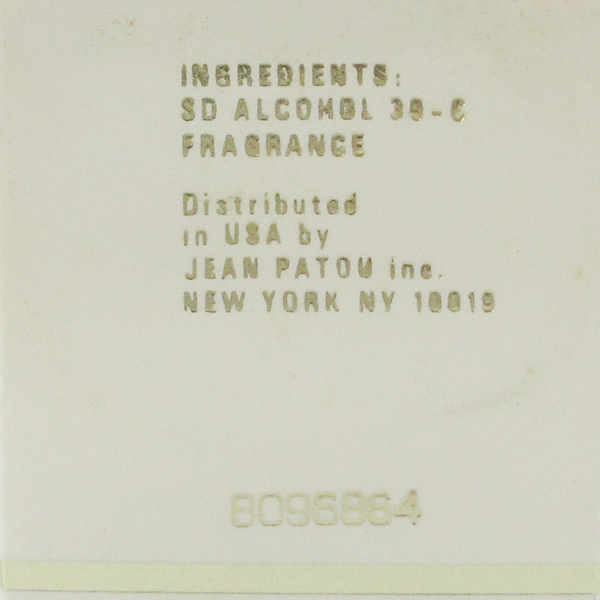 INGREDIENTS:
SD ALCOHOL 39-C
FRAGRANCE
Distributed
in USA by
JEAN PATOU inc.
NEW YORK NY 10019
8096864